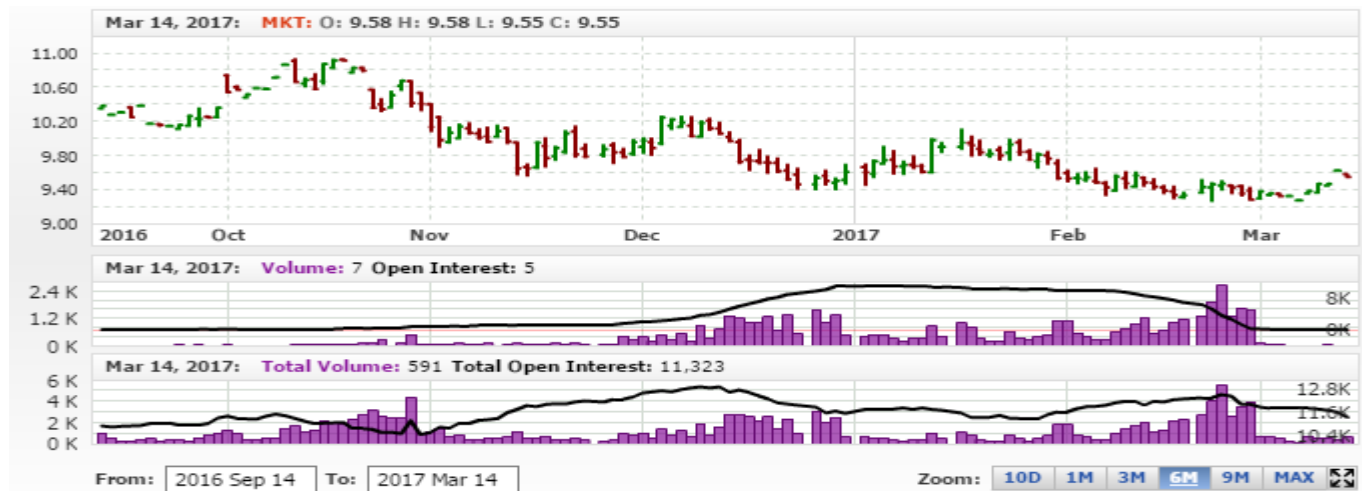 Mar 14, 2017: MKT: O: 9.58 H: 9.58 L: 9.55 C: 9.55
11.00
10.60
10.20
9.80
9.40
9.00
2016 Oct Nov Dec 2017 Feb Mar
Mar 14, 2017: Volume: 7 Open Interest: 5
2.4 K 8K
1.2 K
0 K 0K
Mar 14, 2017: Total Volume: 591 Total Open Interest: 11,323
6 K 12.8K
4 K
2 K 11.6K
0 K 10.4K
From: 2016 Sep 14 To: 2017 Mar 14 Zoom: 10D 1M 3M 6M 9M MAX